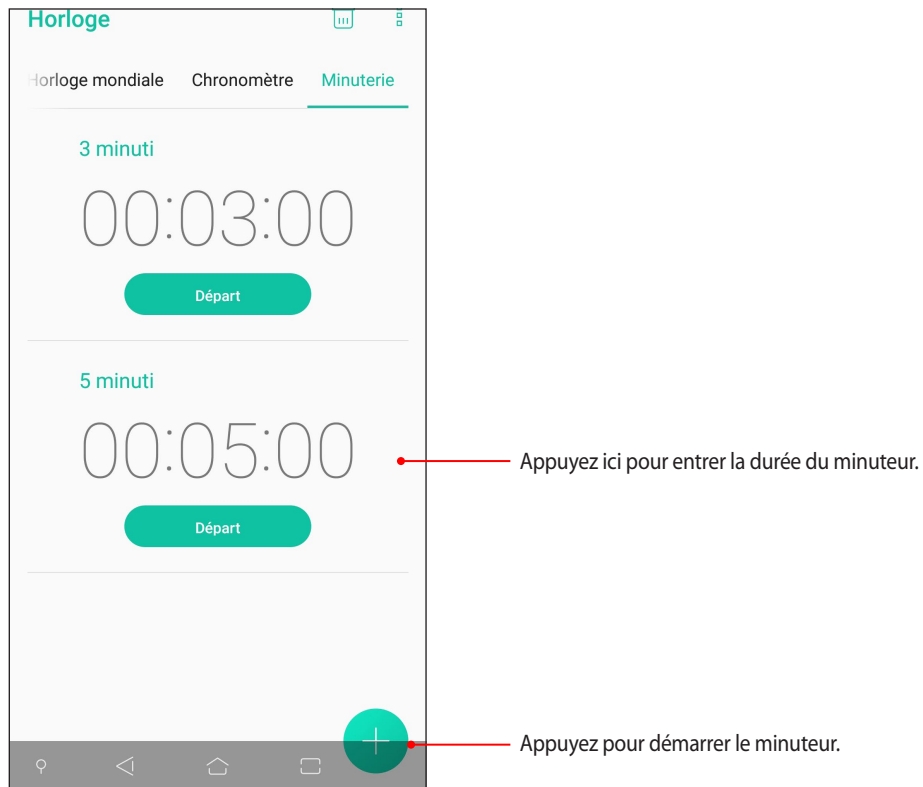 Horloge
Horloge mondiale Chronomètre Minuterie
3 minuti
00:03:00
Départ
5 minuti
00:05:00
Appuyez ici pour entrer la durée du minuteur.
Départ
Appuyez pour démarrer le minuteur.